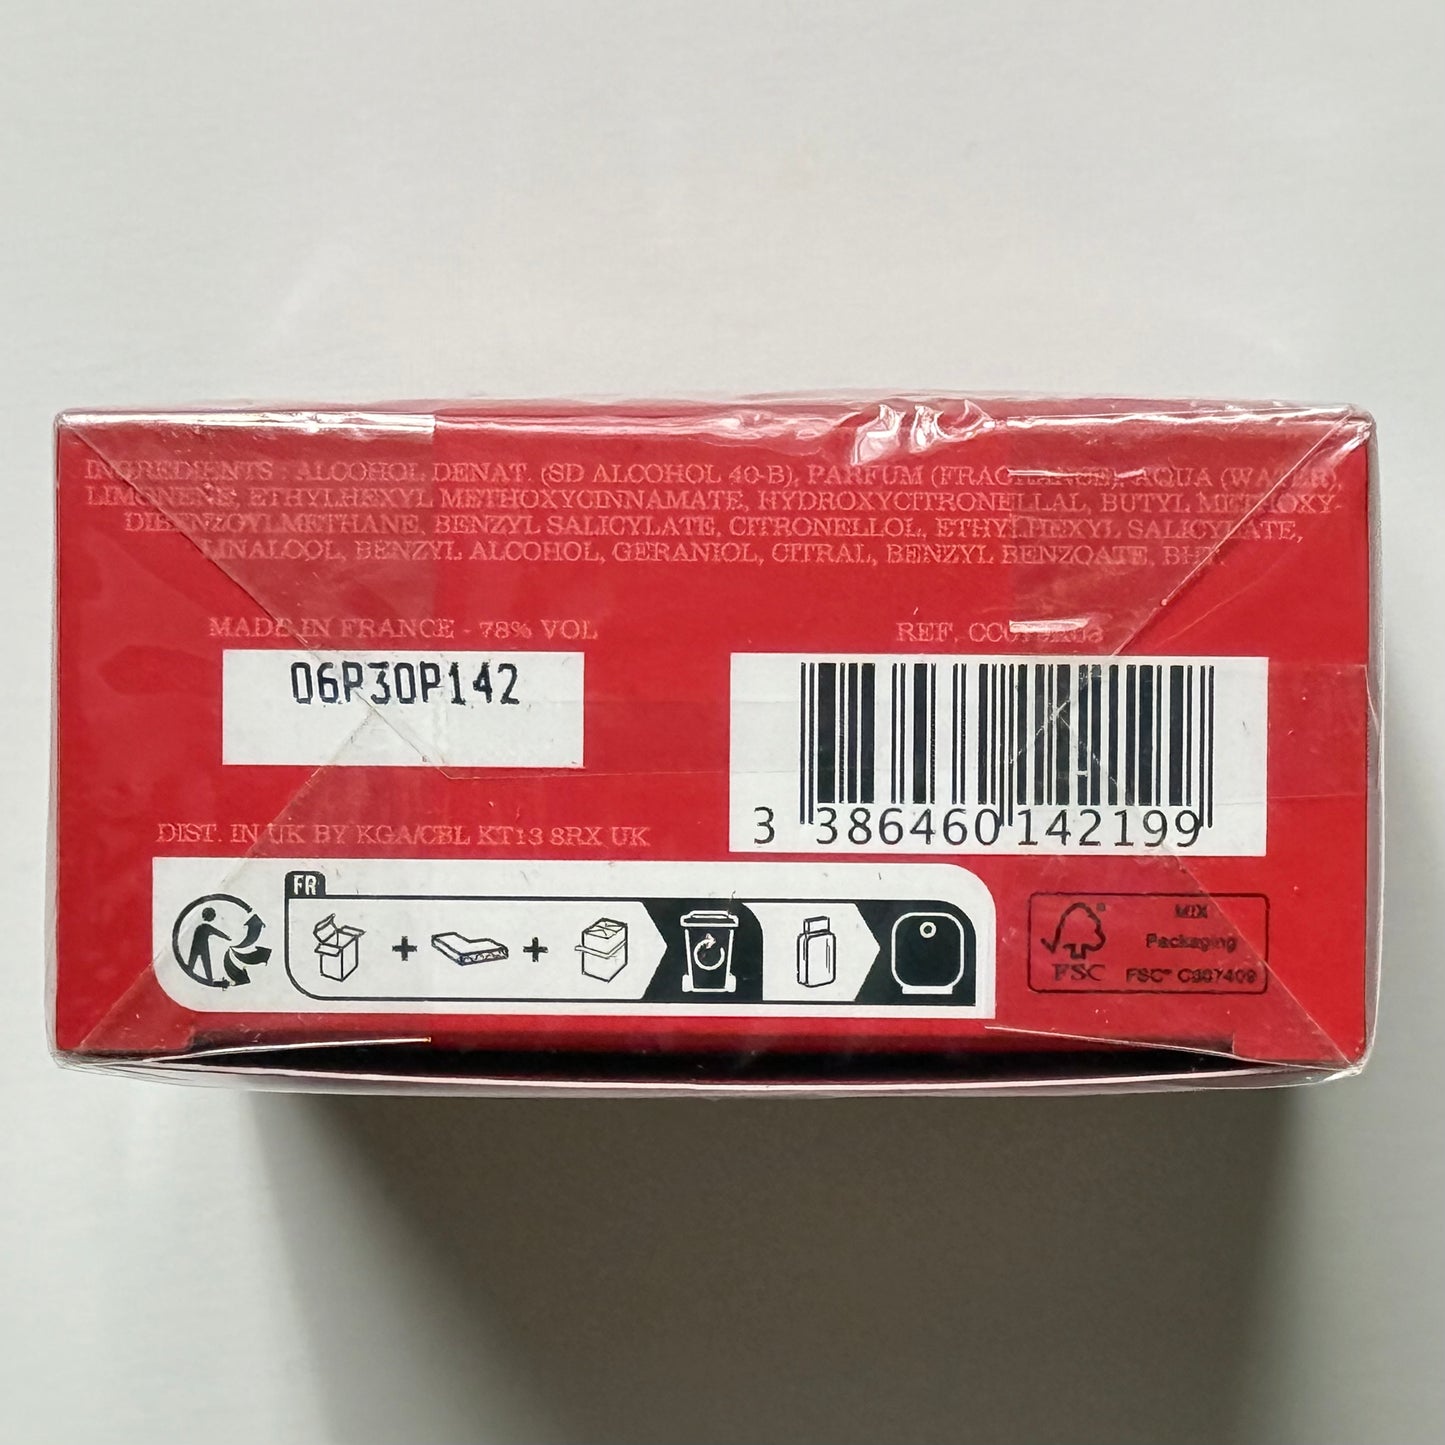 INGREDIENTS : ALCOHOL DENAT. (SD ALCOHOL 40-B), PARFUM (FRAGRANCE), AQUA (WATER),
LIMONENE, ETHYLHEXYL METHOXYCINNAMATE, HYDROXYCITRONELLAL, BUTYL METHOXY-
DIBENZOYLMETHANE, BENZYL SALICYLATE, CITRONELLOL, ETHYLHEXYL SALICYLATE,
LINALOOL, BENZYL ALCOHOL, GERANIOL, CITRAL, BENZYL BENZOATE, BHT.
MADE IN FRANCE - 78% VOL
REF.
06P30P142
3 386460 142199
DIST. IN UK BY KGA/CBL KT13 8RX UK
FR
MIX
Packaging
FSC
FSC® C007409